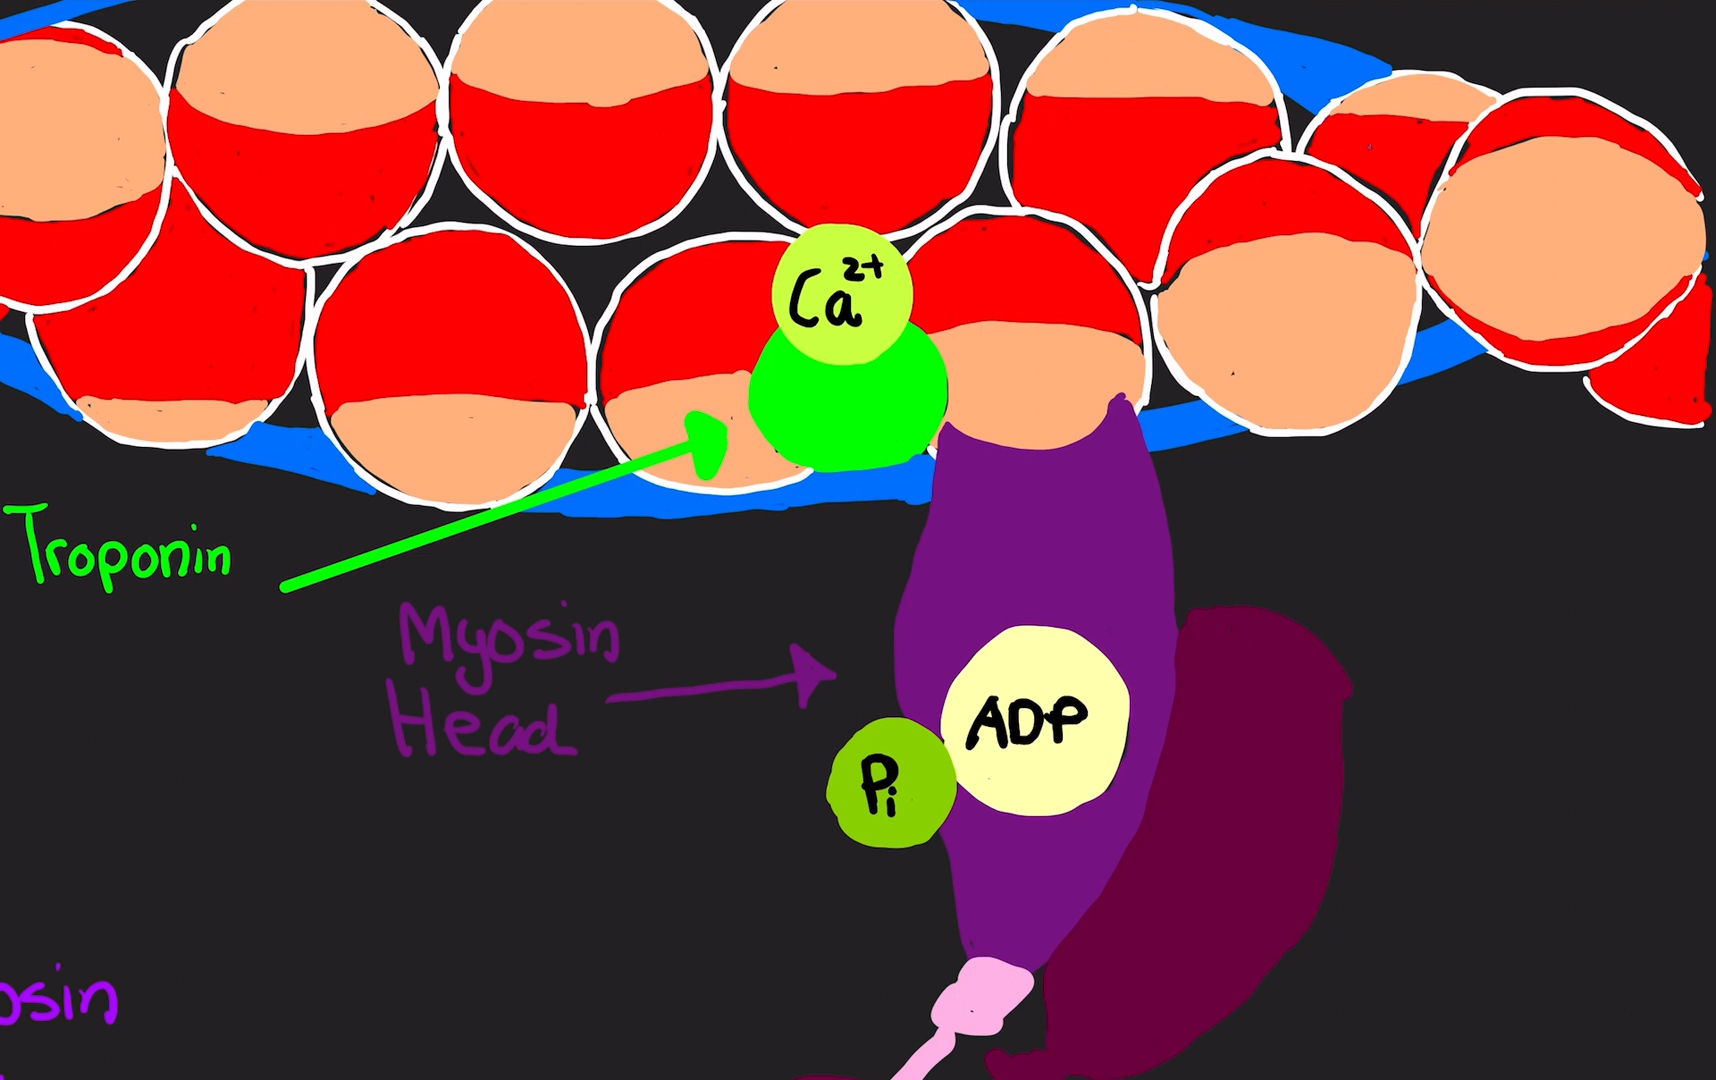 Ca²⁺
Troponin
Myosin
Head
ADP
Pi
osin